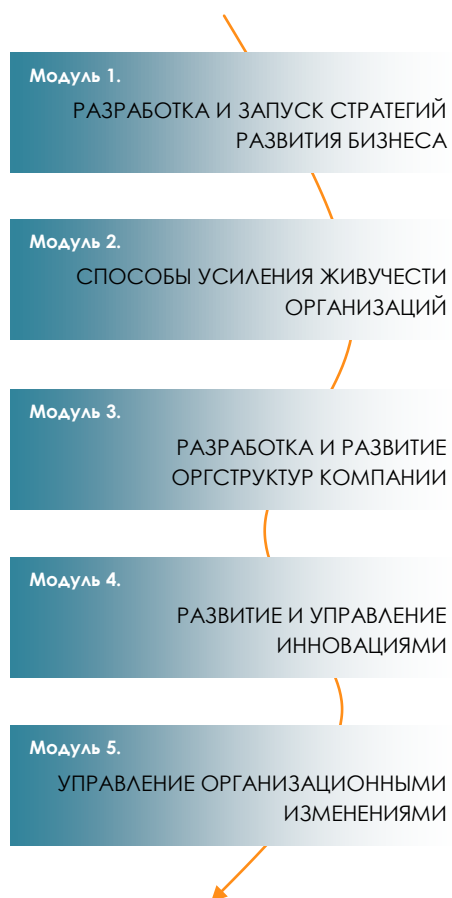 Модуль 1.
РАЗРАБОТКА И ЗАПУСК СТРАТЕГИЙ
РАЗВИТИЯ БИЗНЕСА
Модуль 2.
СПОСОБЫ УСИЛЕНИЯ ЖИВУЧЕСТИ
ОРГАНИЗАЦИЙ
Модуль 3.
РАЗРАБОТКА И РАЗВИТИЕ
ОРГСТРУКТУР КОМПАНИИ
Модуль 4.
РАЗВИТИЕ И УПРАВЛЕНИЕ
ИННОВАЦИЯМИ
Модуль 5.
УПРАВЛЕНИЕ ОРГАНИЗАЦИОННЫМИ
ИЗМЕНЕНИЯМИ